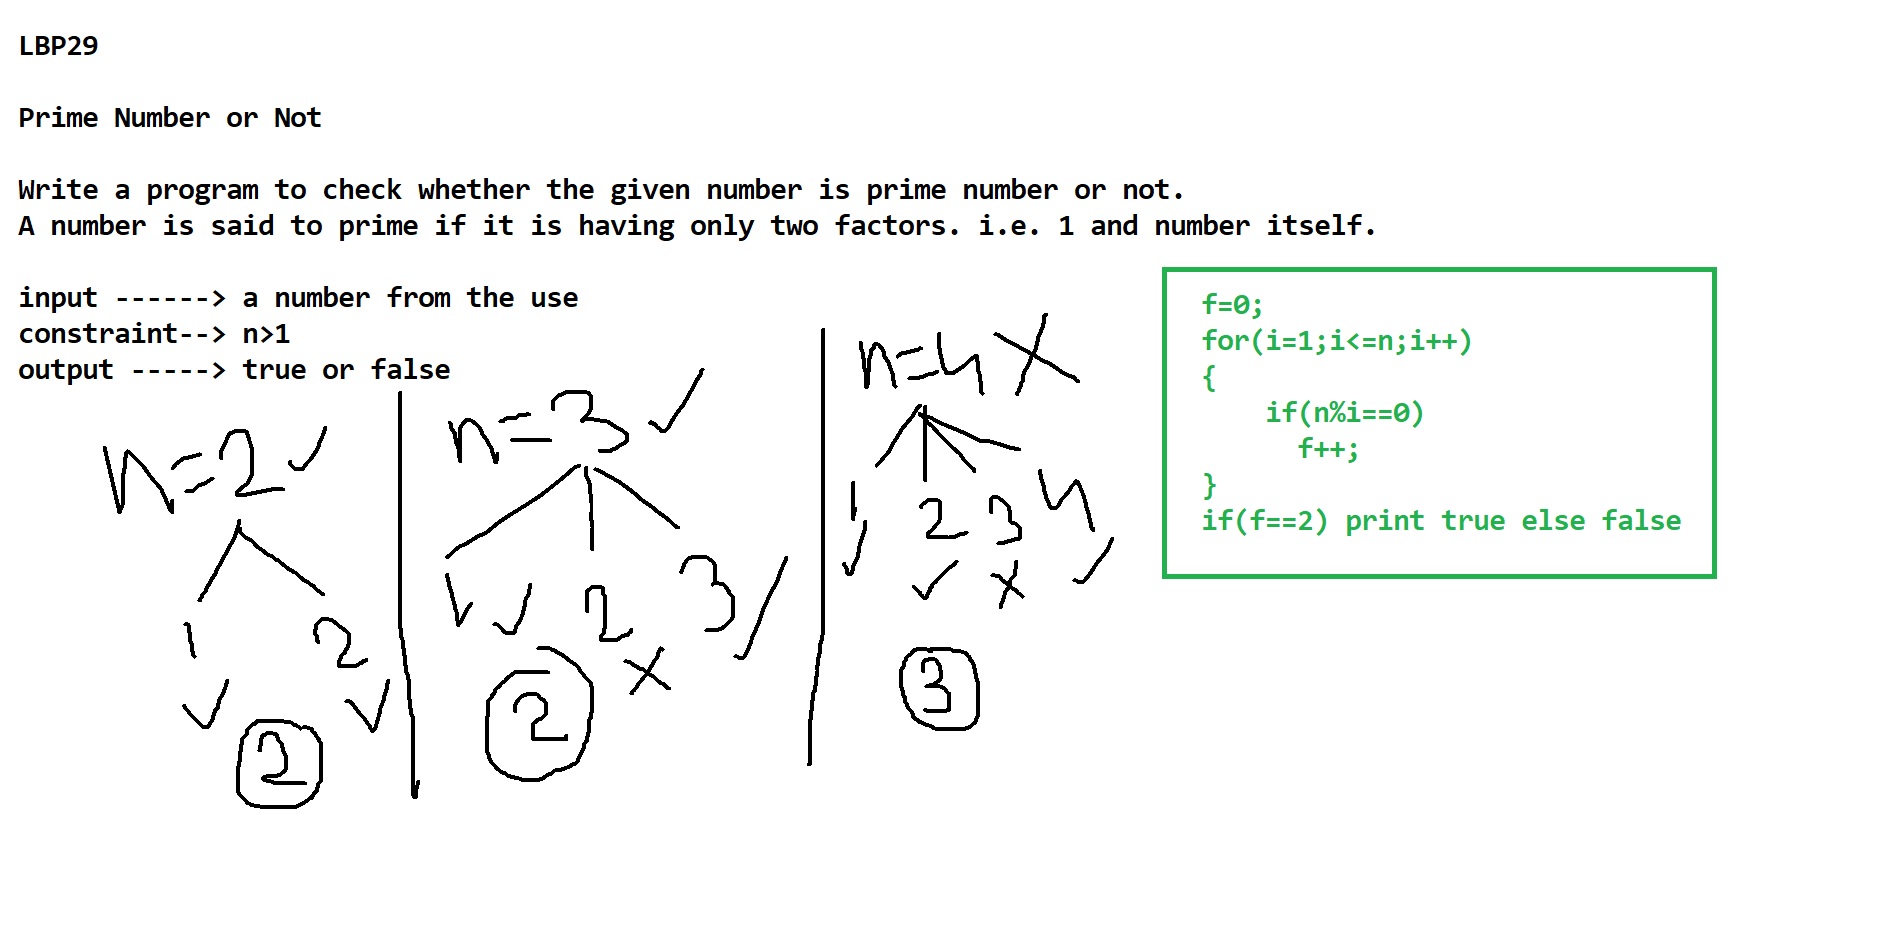 LBP29
Prime Number or Not
Write a program to check whether the given number is prime number or not.
A number is said to prime if it is having only two factors. i.e. 1 and number itself.
input ------> a number from the use
constraint--> n>1
output -----> true or false
n=2 ✓
1 2
✓ ✓
2
n=3 ✓
1 ✓ 2 x 3 ✓
2
n=4 X
1 2 3 4
✓ ✓ x ✓
3
f=0;
for(i=1;i<=n;i++)
{
if(n%i==0)
f++;
}
if(f==2) print true else false